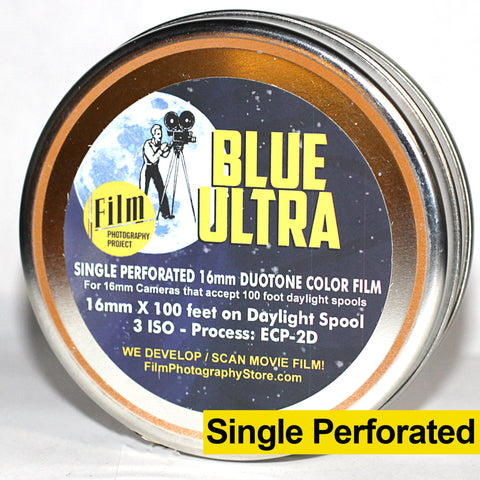 BLUE
ULTRA
Film
PHOTOGRAPHY
PROJECT
SINGLE PERFORATED 16mm DUOTONE COLOR FILM
For 16mm Cameras that accept 100 foot daylight spools
16mm X 100 feet on Daylight Spool
3 ISO - Process: ECP-2D
WE DEVELOP / SCAN MOVIE FILM!
FilmPhotographyStore.com
Single Perforated